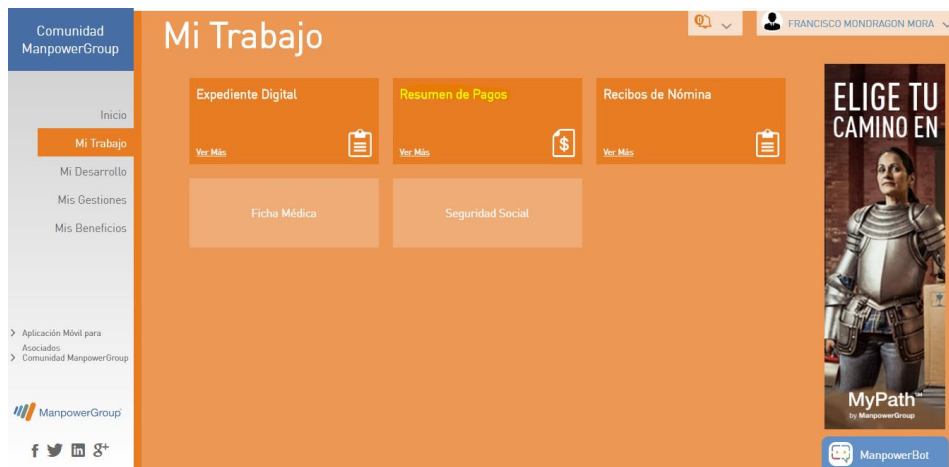 Comunidad
ManpowerGroup
Inicio
Mi Trabajo
Mi Desarrollo
Mis Gestiones
Mis Beneficios
Aplicación Móvil para
Asociados
Comunidad ManpowerGroup
ManpowerGroup
Mi Trabajo
0
FRANCISCO MONDRAGON MORA
Expediente Digital
Ver Más
Resumen de Pagos
Ver Más
Recibos de Nómina
Ver Más
Ficha Médica
Seguridad Social
ELIGE TU
CAMINO EN
MyPath™
by ManpowerGroup
ManpowerBot